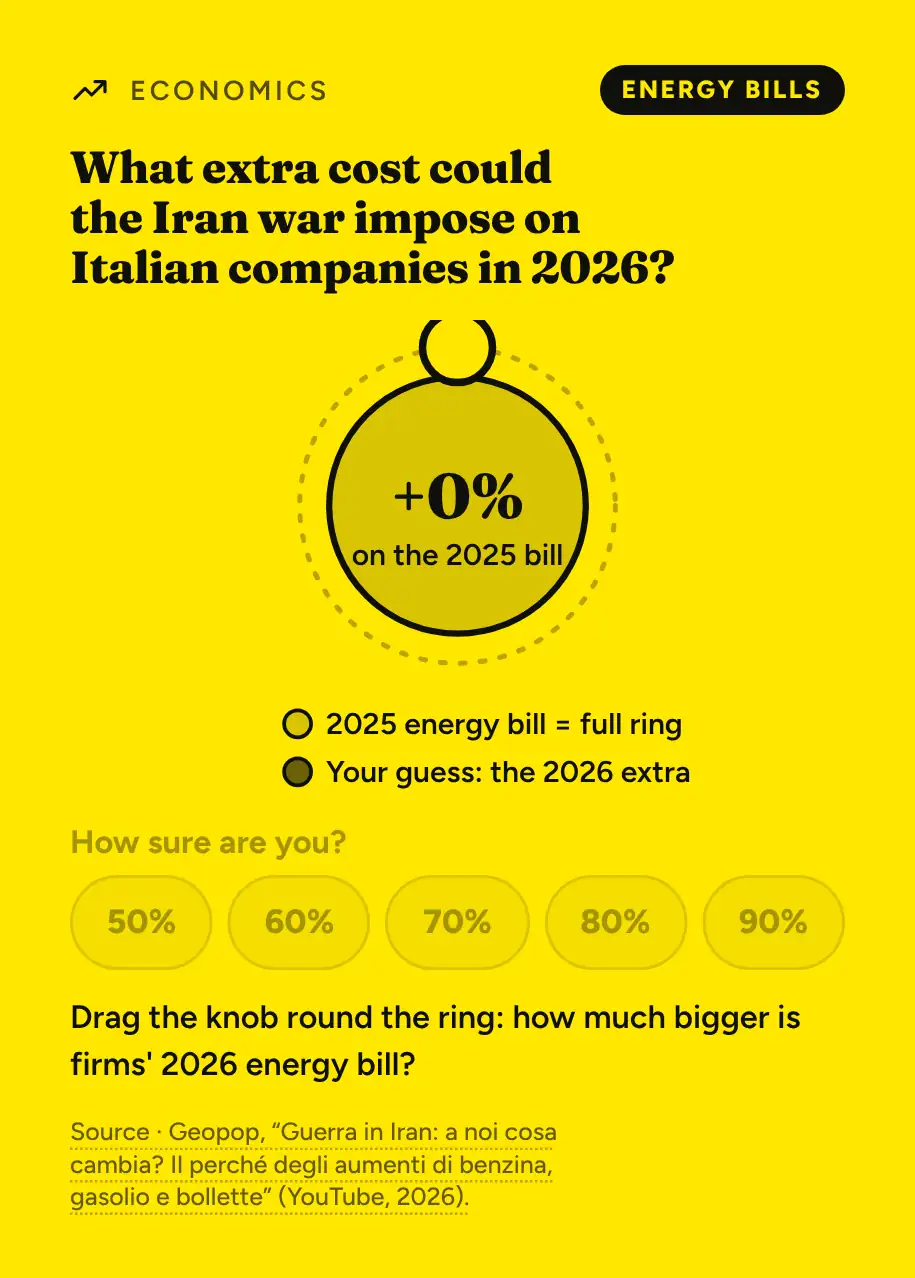 ECONOMICS
ENERGY BILLS
What extra cost could
the Iran war impose on
Italian companies in 2026?
+0%
on the 2025 bill
2025 energy bill = full ring
Your guess: the 2026 extra
How sure are you?
50% 60% 70% 80% 90%
Drag the knob round the ring: how much bigger is
firms' 2026 energy bill?
Source · Geopop, “Guerra in Iran: a noi cosa
cambia? Il perché degli aumenti di benzina,
gasolio e bollette” (YouTube, 2026).